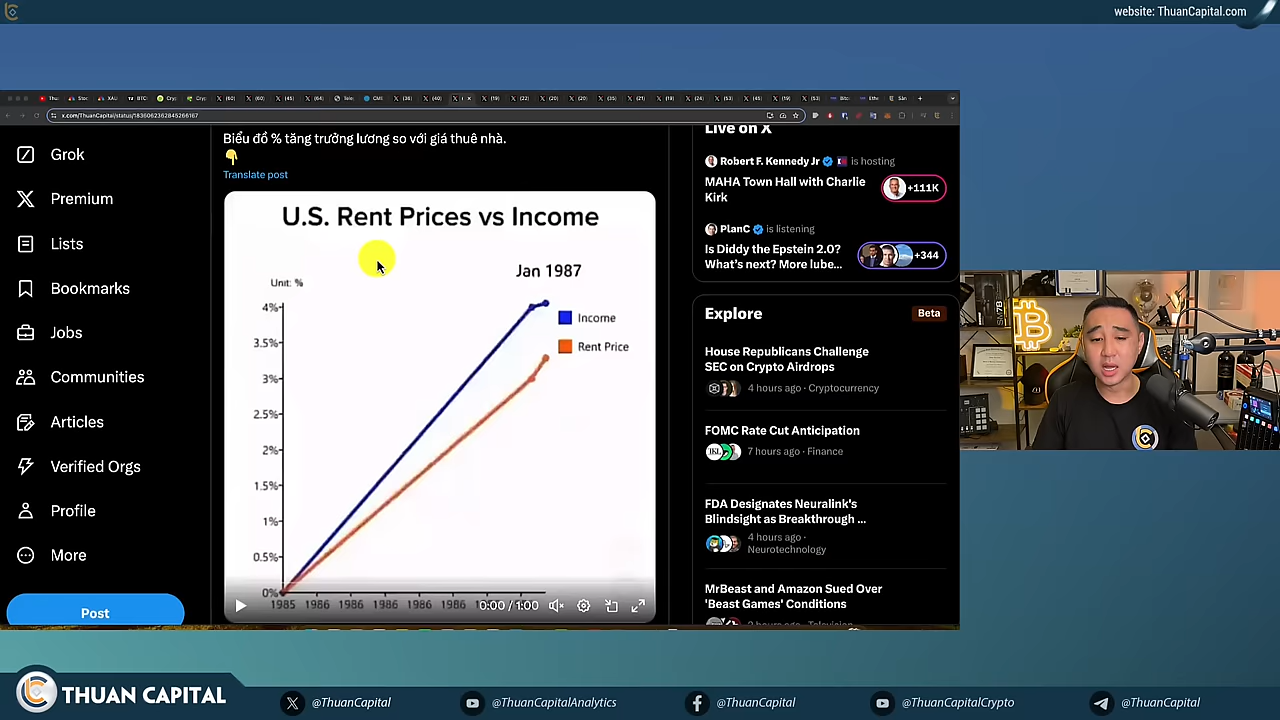 website: ThuanCapital.com
x.com/ThuanCapital/status/1836062362845266167
Grok
Premium
Lists
Bookmarks
Jobs
Communities
Articles
Verified Orgs
Profile
More
Post
Biểu đồ % tăng trưởng lương so với giá thuê nhà.
Translate post
U.S. Rent Prices vs Income
Jan 1987
Unit: %
Income
Rent Price
4%
3.5%
3%
2.5%
2%
1.5%
1%
0.5%
0%
1985 1986 1986 1986 1986 1986
0:00 / 1:00
Live on X
Robert F. Kennedy Jr is hosting
MAHA Town Hall with Charlie
Kirk
+111K
PlanC is listening
Is Diddy the Epstein 2.0?
What's next? More lube...
+344
Explore
Beta
House Republicans Challenge
SEC on Crypto Airdrops
4 hours ago · Cryptocurrency
FOMC Rate Cut Anticipation
7 hours ago · Finance
FDA Designates Neuralink's
Blindsight as Breakthrough ...
4 hours ago ·
Neurotechnology
MrBeast and Amazon Sued Over
'Beast Games' Conditions
THUAN CAPITAL
@ThuanCapital
@ThuanCapitalAnalytics
@ThuanCapital
@ThuanCapitalCrypto
@ThuanCapital